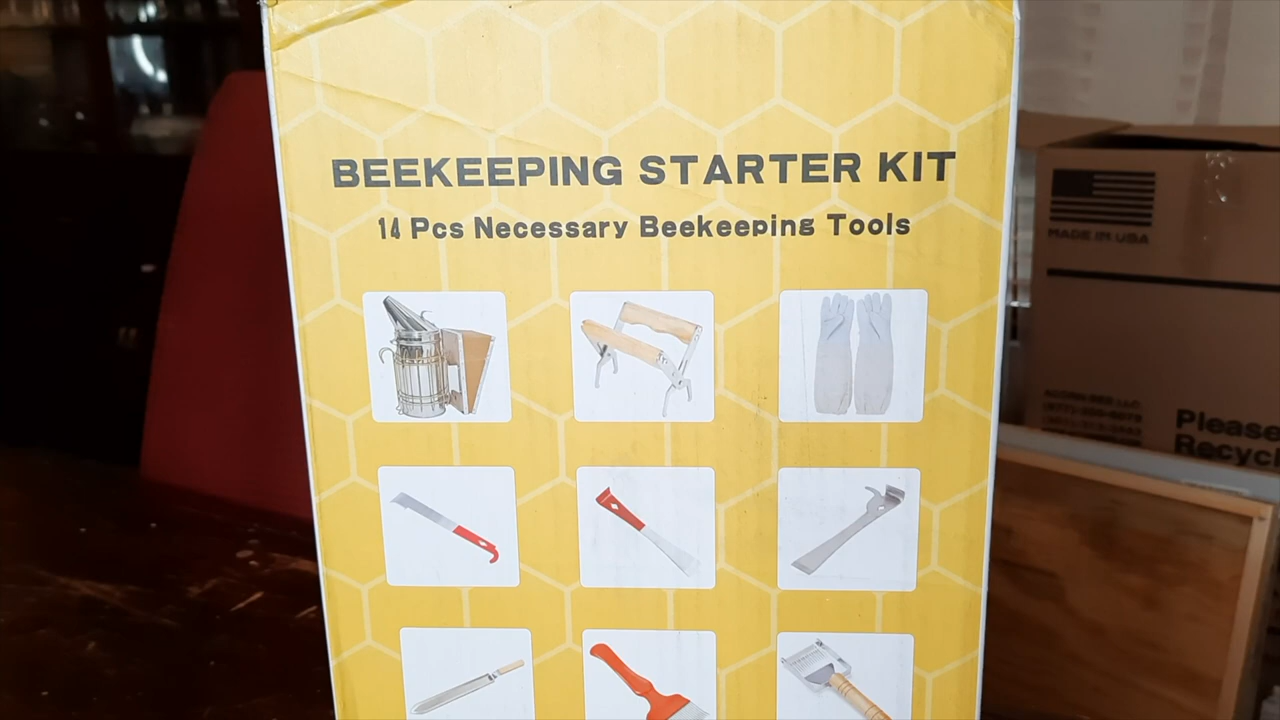 BEEKEEPING STARTER KIT
14 Pcs Necessary Beekeeping Tools
MADE IN USA
Please
Recycl